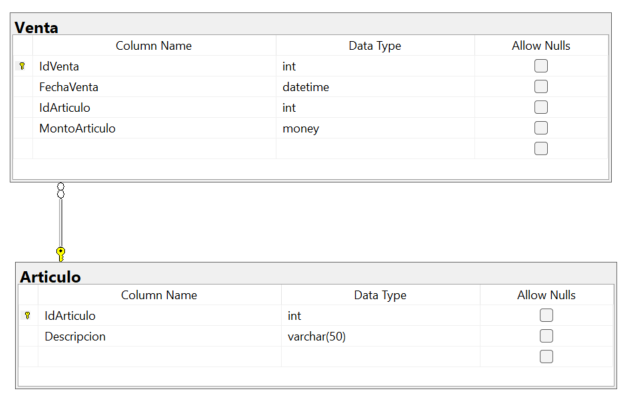 Venta
Column Name Data Type Allow Nulls
IdVenta int
FechaVenta datetime
IdArticulo int
MontoArticulo money
Articulo
Column Name Data Type Allow Nulls
IdArticulo int
Descripcion varchar(50)